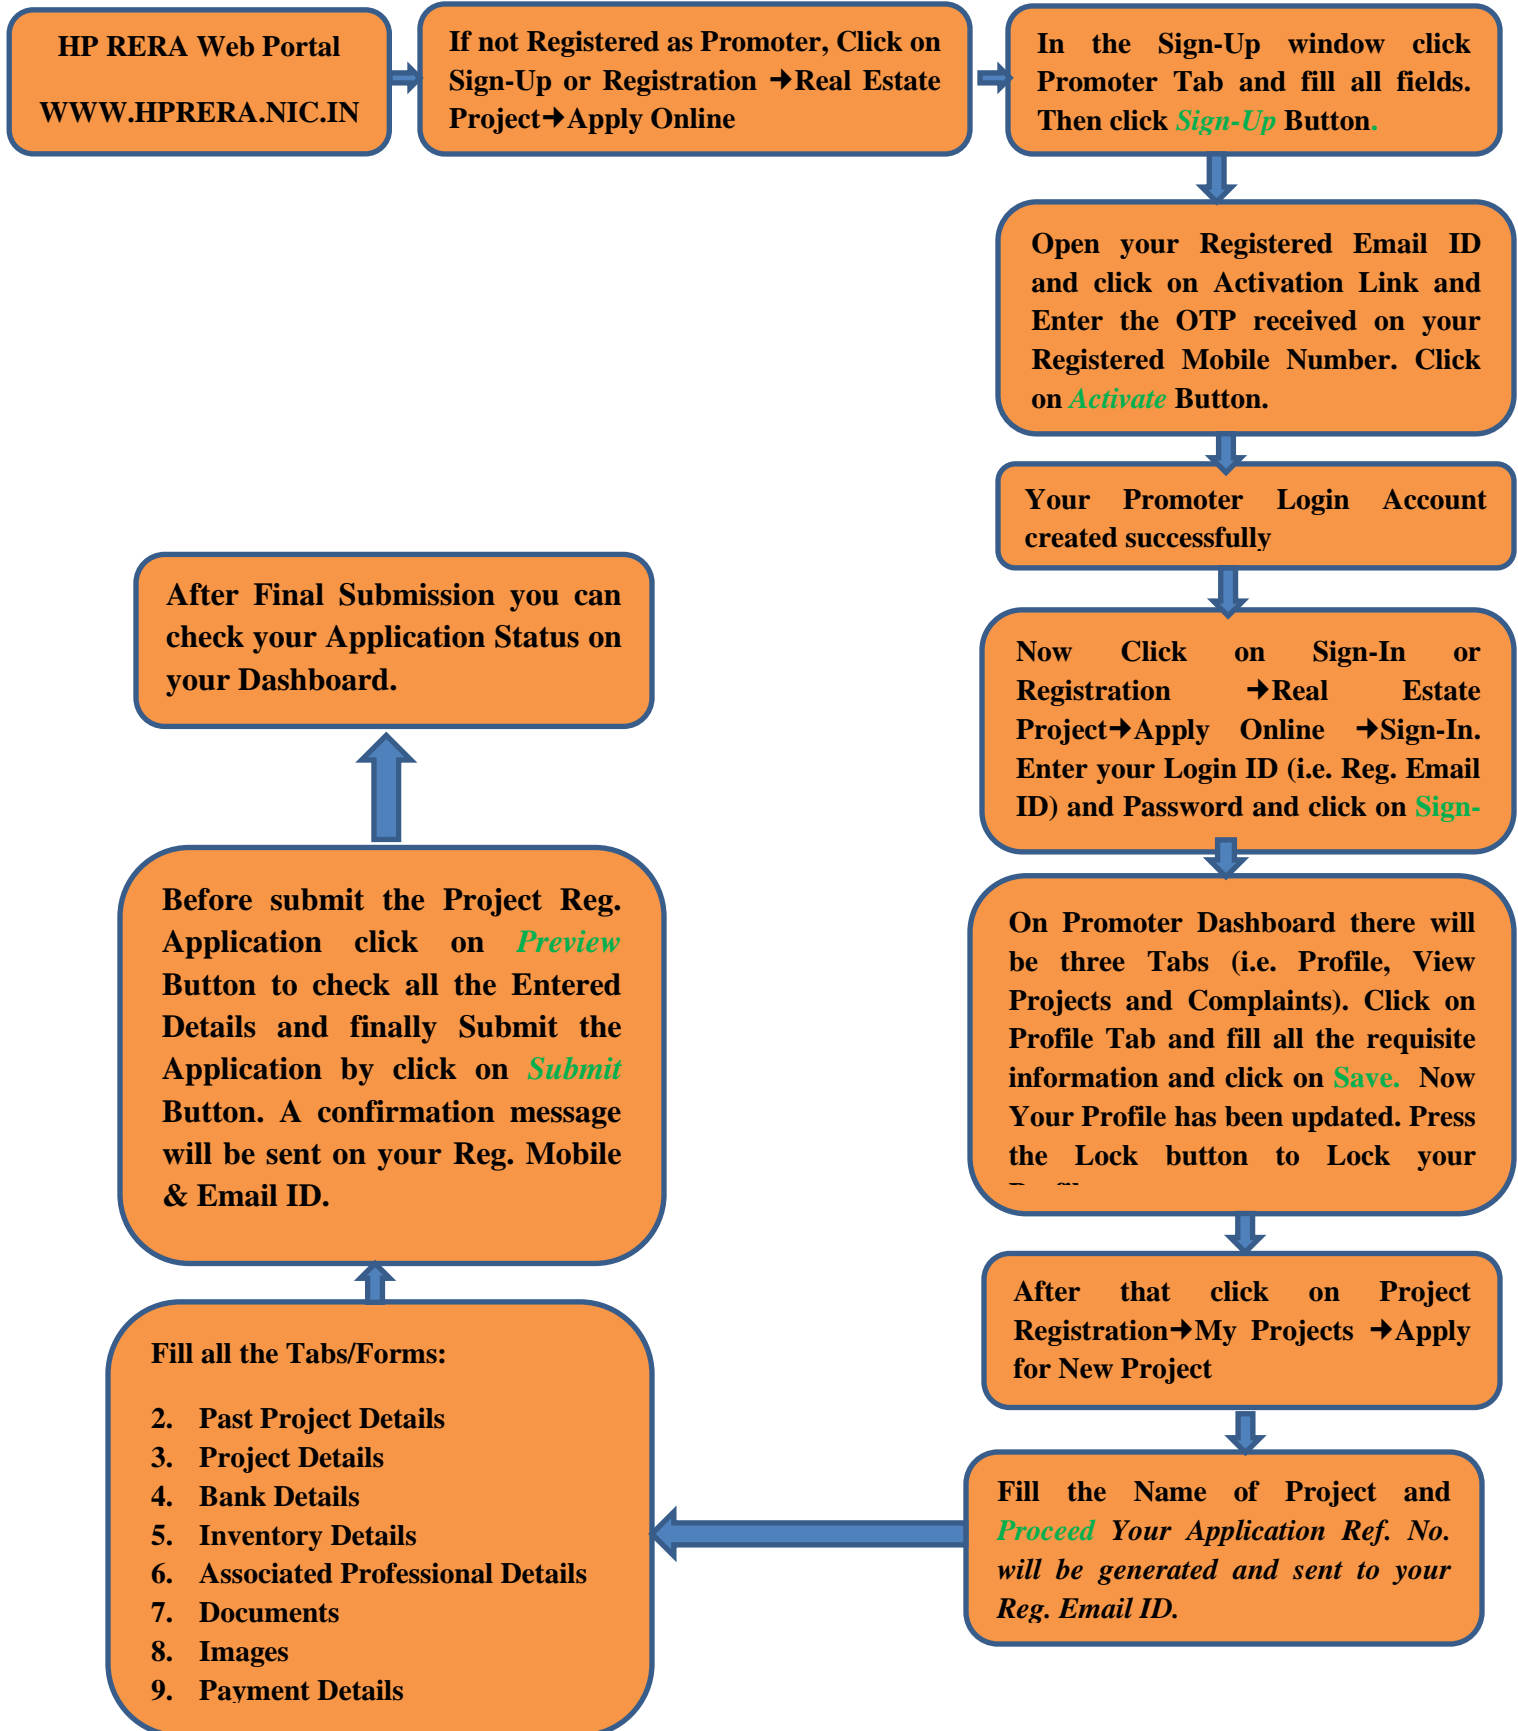 HP RERA Web Portal
WWW.HPRERA.NIC.IN
If not Registered as Promoter, Click on
Sign-Up or Registration →Real Estate
Project→Apply Online
In the Sign-Up window click
Promoter Tab and fill all fields.
Then click Sign-Up Button.
Open your Registered Email ID
and click on Activation Link and
Enter the OTP received on your
Registered Mobile Number. Click
on Activate Button.
Your Promoter Login Account
created successfully
Now Click on Sign-In or
Registration →Real Estate
Project→Apply Online →Sign-In.
Enter your Login ID (i.e. Reg. Email
ID) and Password and click on Sign-
On Promoter Dashboard there will
be three Tabs (i.e. Profile, View
Projects and Complaints). Click on
Profile Tab and fill all the requisite
information and click on Save. Now
Your Profile has been updated. Press
the Lock button to Lock your
After that click on Project
Registration→My Projects →Apply
for New Project
Fill the Name of Project and
Proceed Your Application Ref. No.
will be generated and sent to your
Reg. Email ID.
Fill all the Tabs/Forms:
2. Past Project Details
3. Project Details
4. Bank Details
5. Inventory Details
6. Associated Professional Details
7. Documents
8. Images
9. Payment Details
Before submit the Project Reg.
Application click on Preview
Button to check all the Entered
Details and finally Submit the
Application by click on Submit
Button. A confirmation message
will be sent on your Reg. Mobile
& Email ID.
After Final Submission you can
check your Application Status on
your Dashboard.